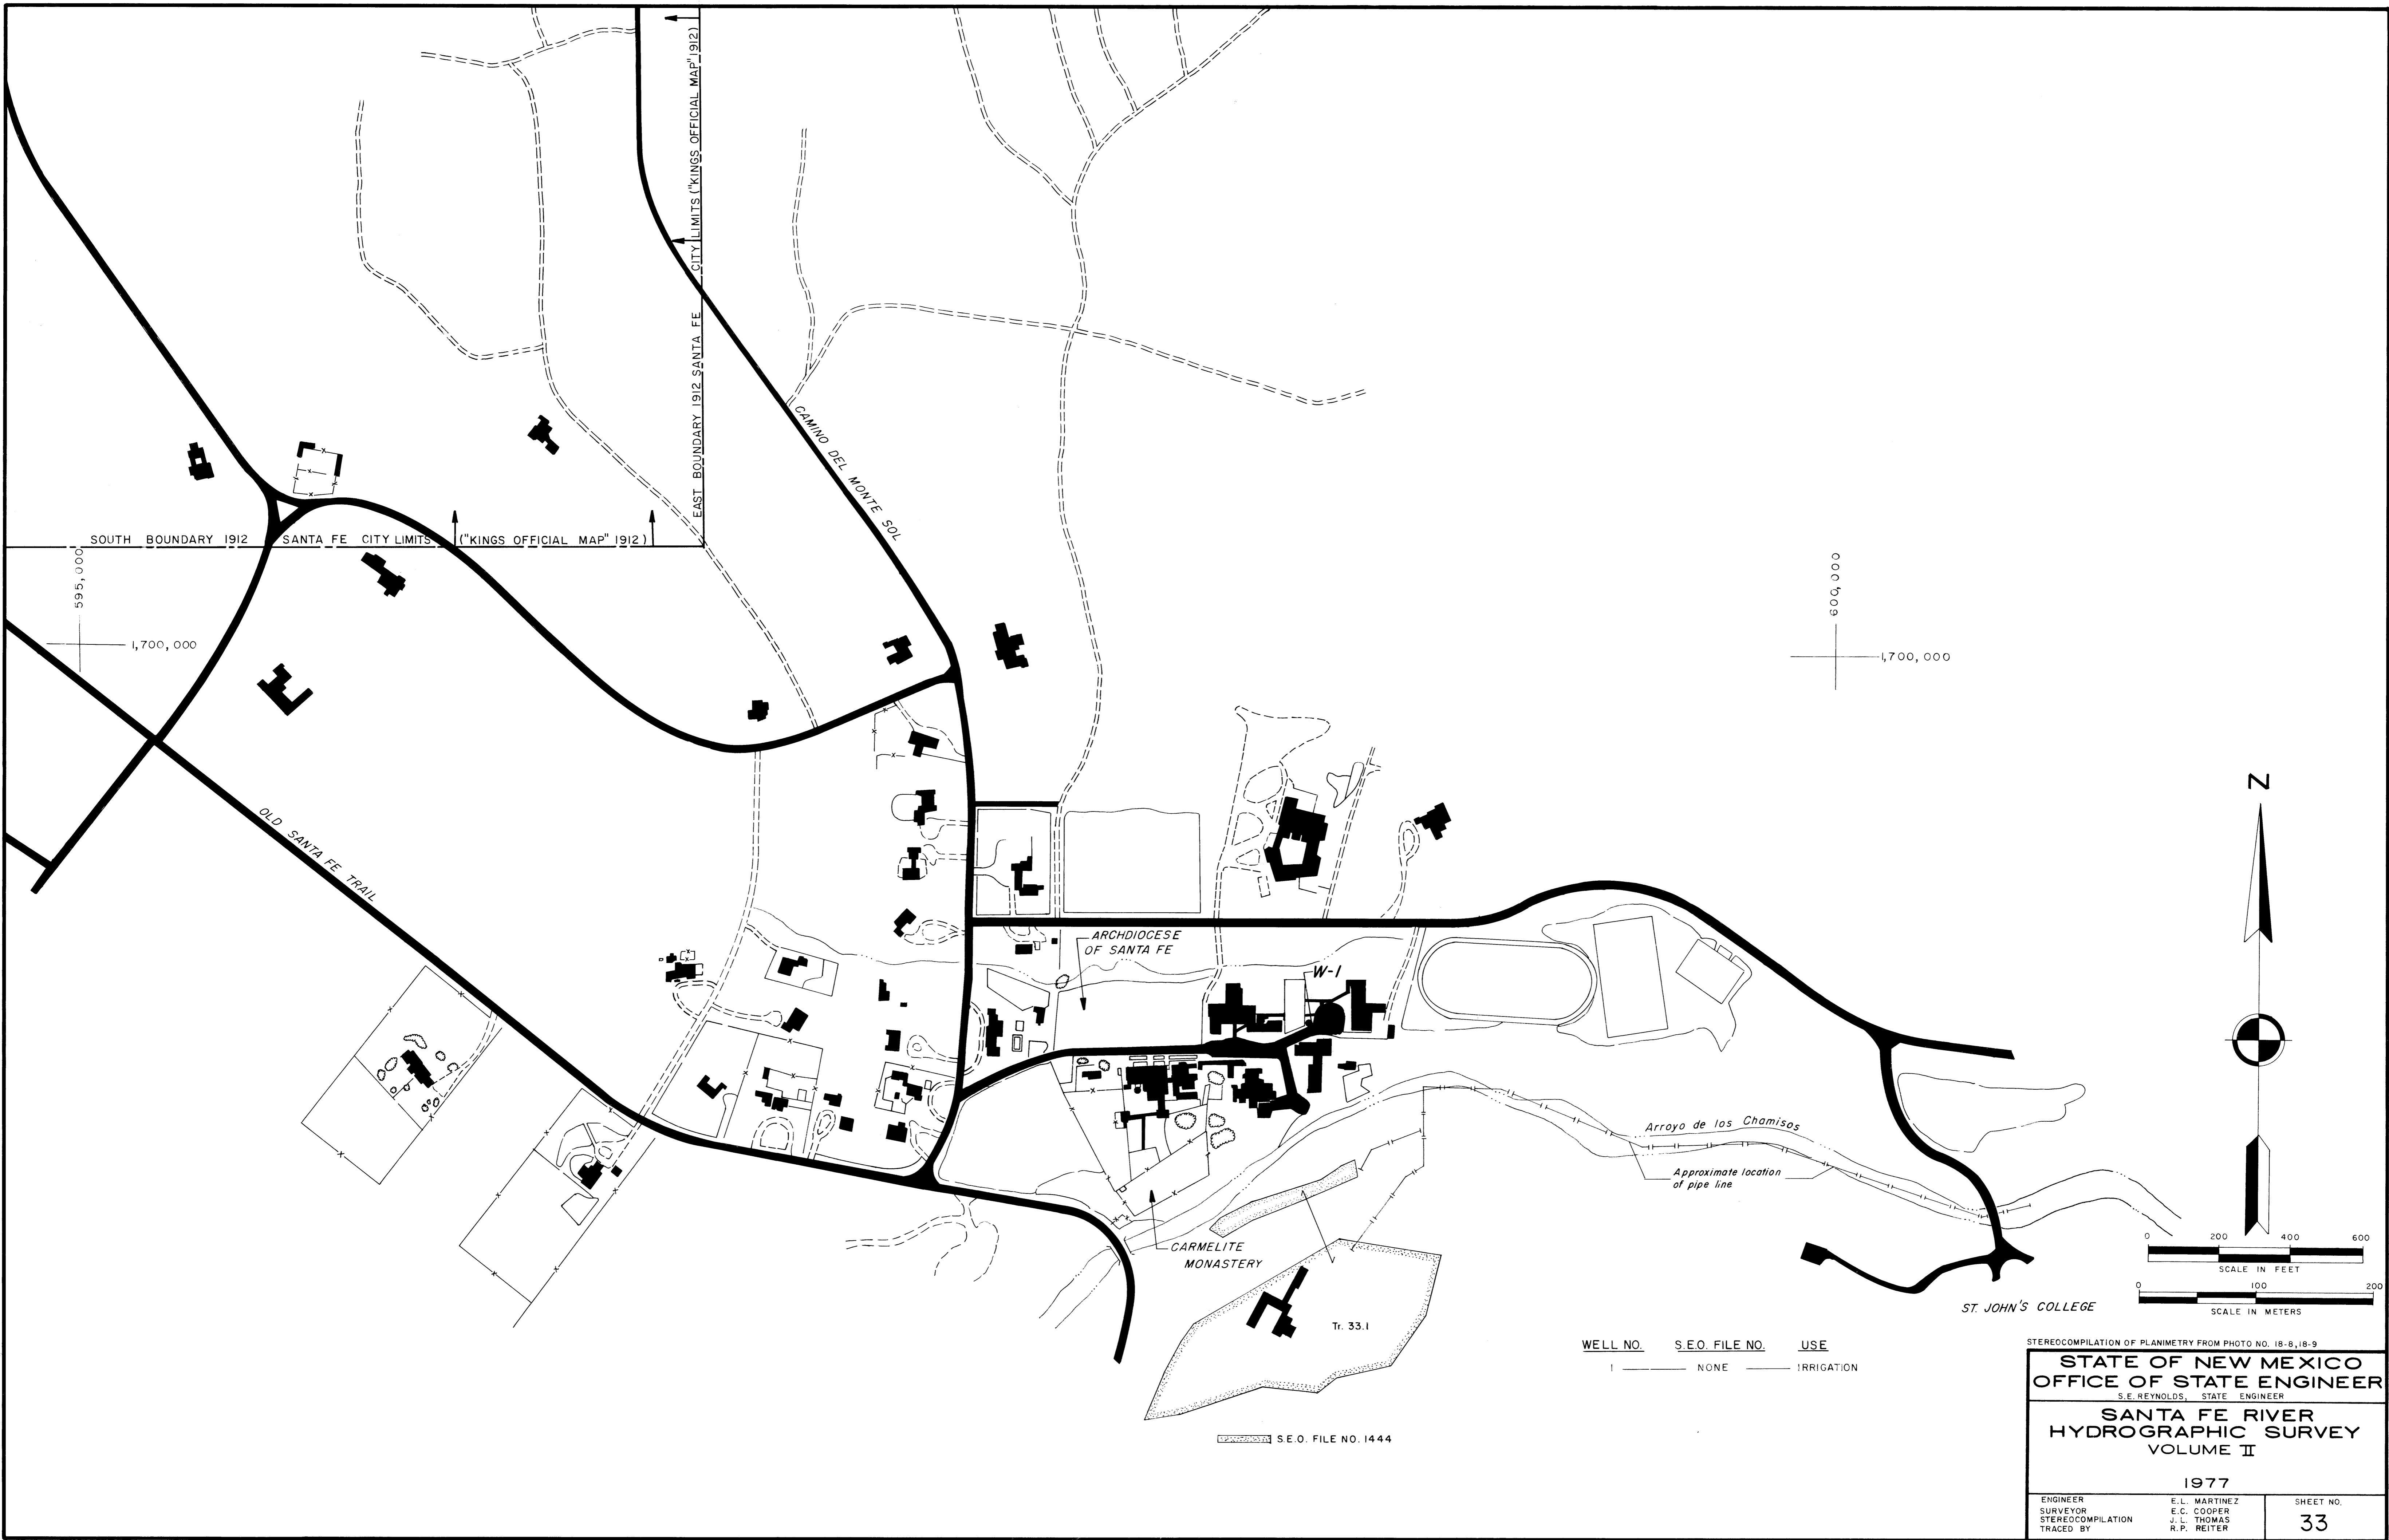 EAST BOUNDARY 1912 SANTA FE CITY LIMITS ("KINGS OFFICIAL MAP" 1912)
CAMINO DEL MONTE SOL
SOUTH BOUNDARY 1912 SANTA FE CITY LIMITS ("KINGS OFFICIAL MAP" 1912)
595,000
1,700,000
600,000
1,700,000
OLD SANTA FE TRAIL
N
ARCHDIOCESE
OF SANTA FE
W-1
Arroyo de los Chamisos
Approximate location
of pipe line
CARMELITE
MONASTERY
Tr. 33.1
S.E.O. FILE NO. 1444
ST. JOHN'S COLLEGE
0 200 400 600
SCALE IN FEET
0 100 200
SCALE IN METERS
WELL NO. S.E.O. FILE NO. USE
1 NONE IRRIGATION
STEREOCOMPILATION OF PLANIMETRY FROM PHOTO NO. 18-8,18-9
STATE OF NEW MEXICO
OFFICE OF STATE ENGINEER
S.E. REYNOLDS, STATE ENGINEER
SANTA FE RIVER
HYDROGRAPHIC SURVEY
VOLUME II
1977
ENGINEER E.L. MARTINEZ
SURVEYOR E.C. COOPER
STEREOCOMPILATION J.L. THOMAS
TRACED BY R.P. REITER
SHEET NO.
33